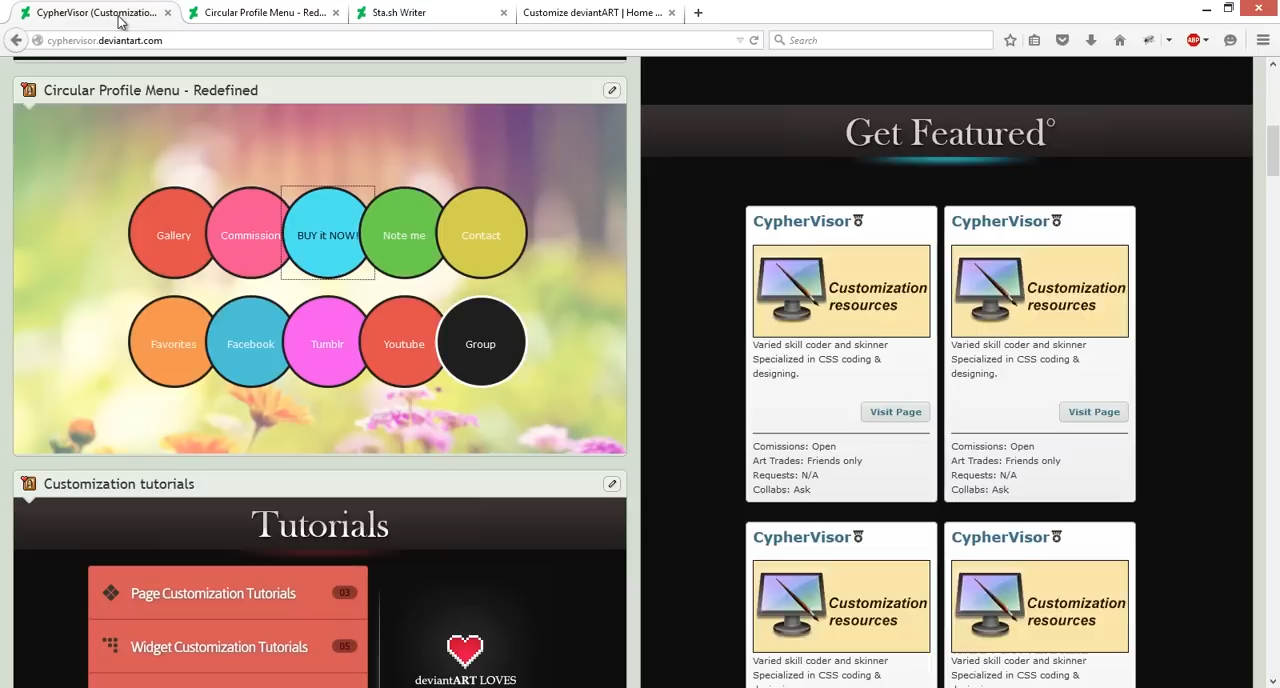 CypherVisor (Customizatio...
Circular Profile Menu - Red...
Sta.sh Writer
Customize deviantART | Home ...
cyphervisor.deviantart.com
Search
ABP
Circular Profile Menu - Redefined
Gallery
Commission
BUY it NOW!
Note me
Contact
Favorites
Facebook
Tumblr
Youtube
Group
Customization tutorials
Tutorials
Page Customization Tutorials 03
Widget Customization Tutorials 05
deviantART LOVES
Get Featured°
CypherVisor
Customization
resources
Varied skill coder and skinner
Specialized in CSS coding &
designing.
Visit Page
Comissions: Open
Art Trades: Friends only
Requests: N/A
Collabs: Ask
CypherVisor
Customization
resources
Varied skill coder and skinner
Specialized in CSS coding &
designing.
Visit Page
Comissions: Open
Art Trades: Friends only
Requests: N/A
Collabs: Ask
CypherVisor
Customization
resources
Varied skill coder and skinner
Specialized in CSS coding &
CypherVisor
Customization
resources
Varied skill coder and skinner
Specialized in CSS coding &